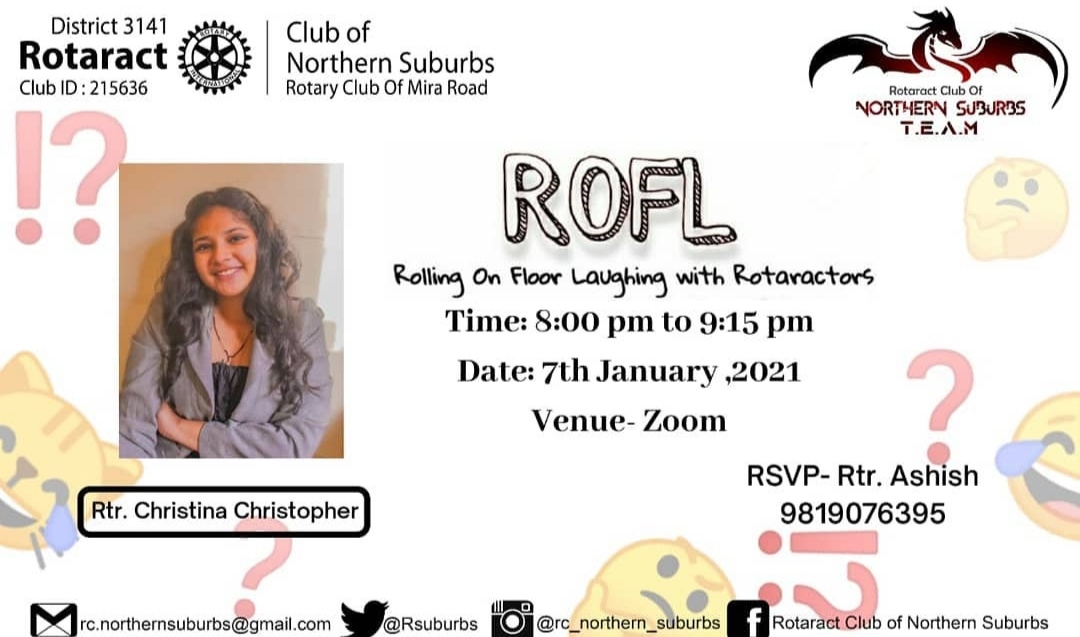 District 3141
Rotaract
Club ID : 215636
ROTARY
INTERNATIONAL
Club of
Northern Suburbs
Rotary Club Of Mira Road
Rotaract Club Of
NORTHERN SUBURBS
T.E.A.M
ROFL
Rolling On Floor Laughing with Rotaractors
Time: 8:00 pm to 9:15 pm
Date: 7th January ,2021
Venue- Zoom
Rtr. Christina Christopher
RSVP- Rtr. Ashish
9819076395
rc.northernsuburbs@gmail.com
@Rsuburbs
@rc_northern_suburbs
Rotaract Club of Northern Suburbs